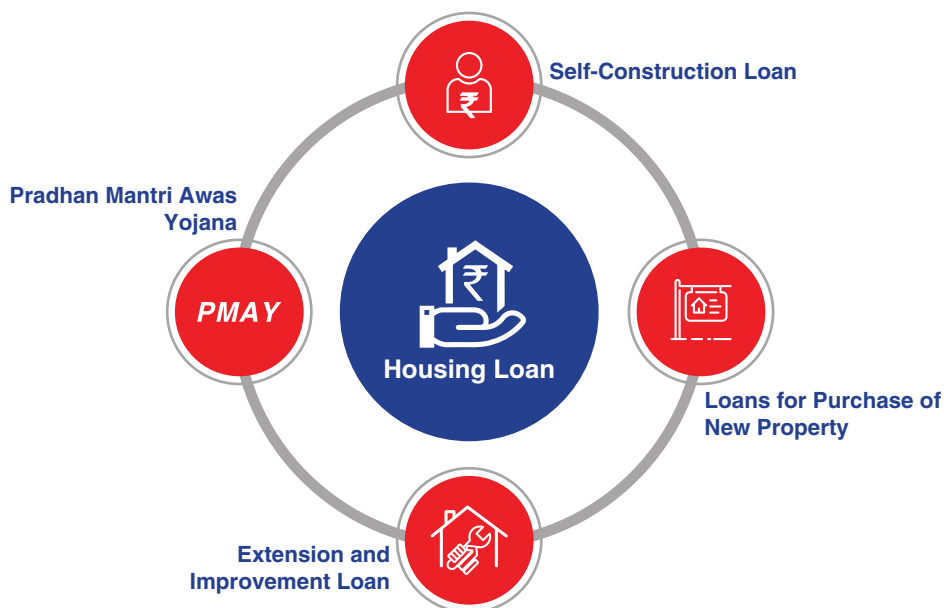 Self-Construction Loan
Pradhan Mantri Awas
Yojana
PMAY
₹
₹
Housing Loan
Loans for Purchase of
New Property
Extension and
Improvement Loan